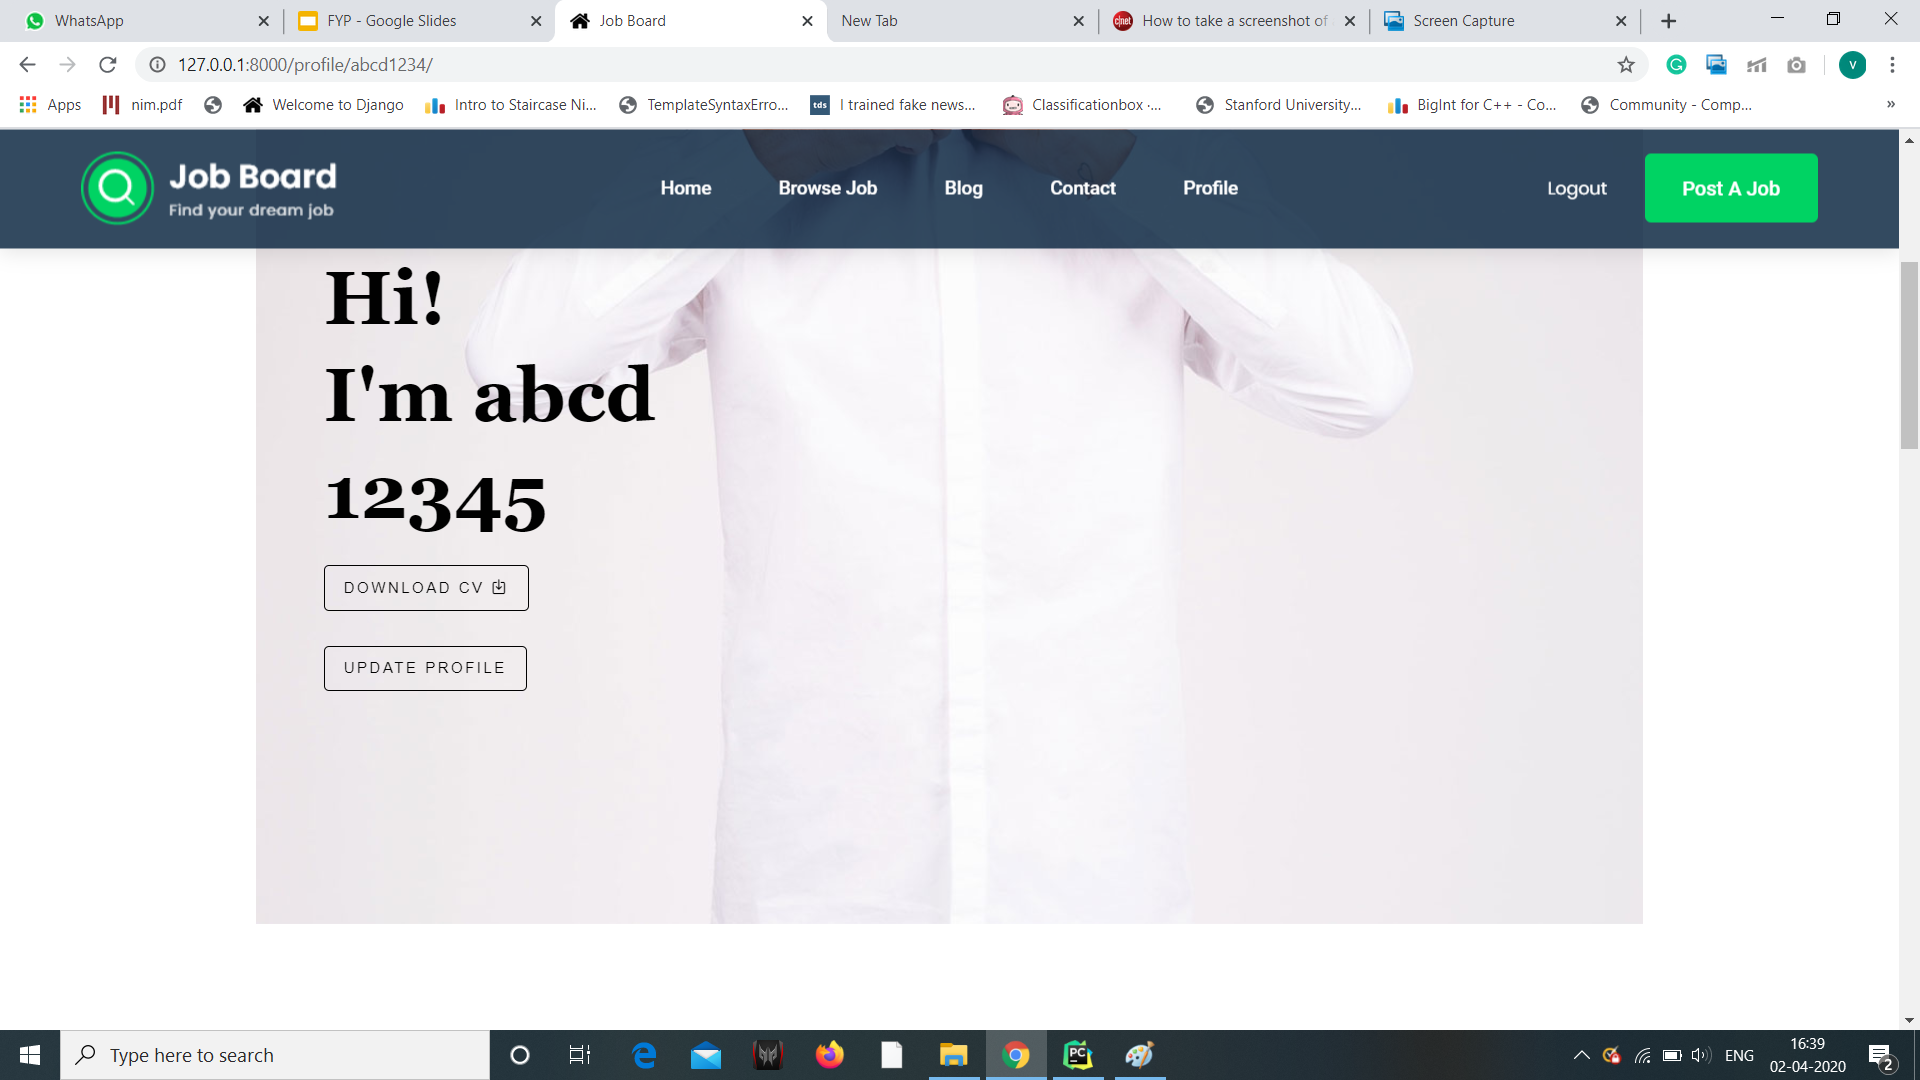 WhatsApp
FYP - Google Slides
Job Board
New Tab
How to take a screenshot of
Screen Capture
127.0.0.1:8000/profile/abcd1234/
V
Apps
nim.pdf
Welcome to Django
Intro to Staircase Ni...
TemplateSyntaxErro...
tds
I trained fake news...
Classificationbox ·...
Stanford University...
BigInt for C++ - Co...
Community - Comp...
»
Job Board
Find your dream job
Home
Browse Job
Blog
Contact
Profile
Logout
Post A Job
Hi!
I'm abcd
12345
DOWNLOAD CV
UPDATE PROFILE
Type here to search
PC
ENG
16:39
02-04-2020
2